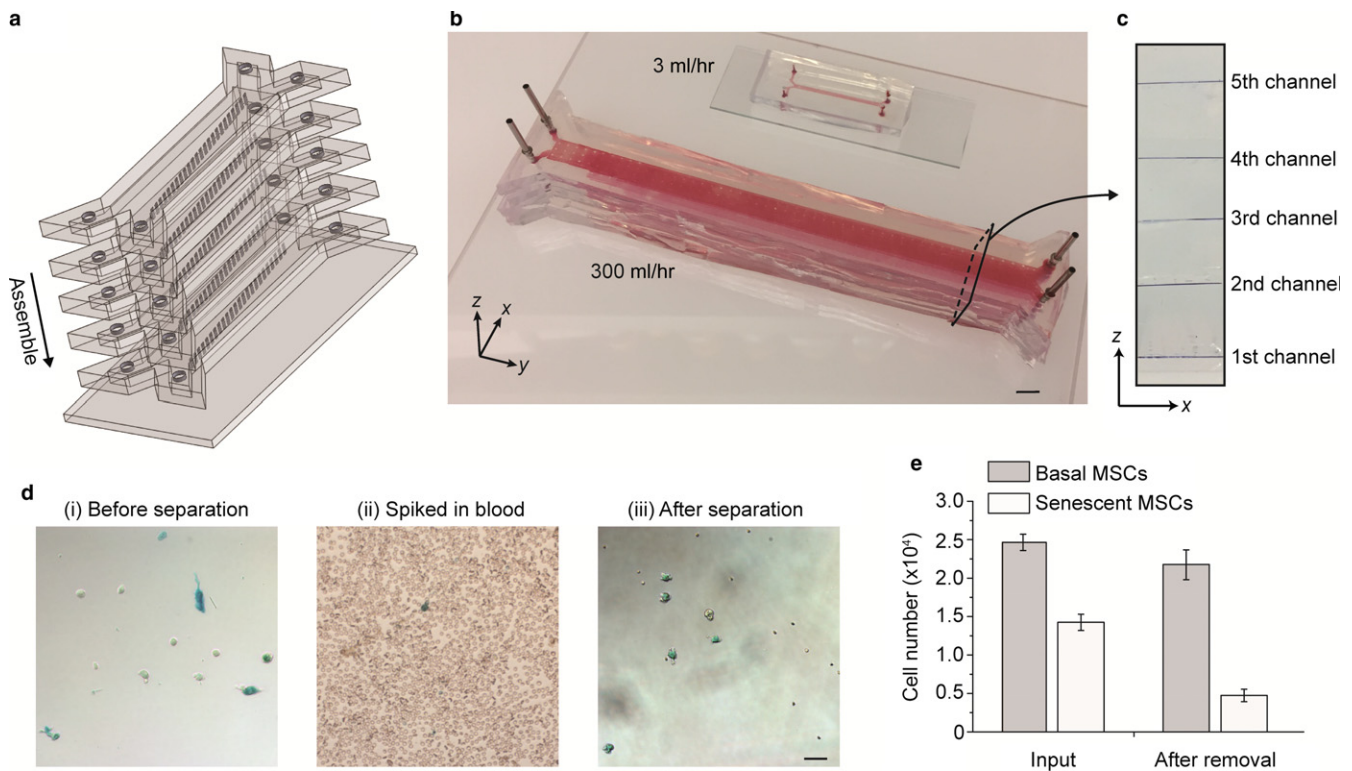 a
Assemble
b
3 ml/hr
300 ml/hr
z
x
y
c
5th channel
4th channel
3rd channel
2nd channel
1st channel
z
x
d
(i) Before separation
(ii) Spiked in blood
(iii) After separation
e
Basal MSCs
Senescent MSCs
Cell number (x10⁴)
3.0
2.5
2.0
1.5
1.0
0.5
0
Input
After removal